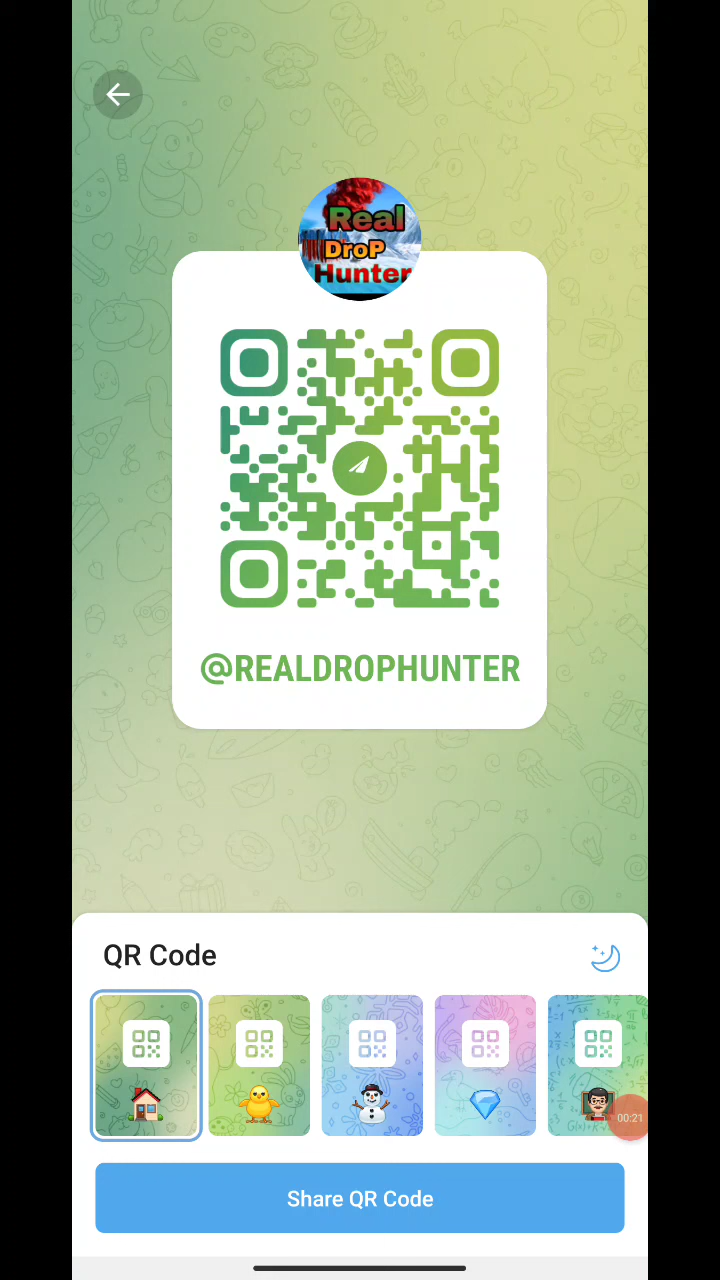 Real
DroP
Hunter
@REALDROPHUNTER
QR Code
00:21
Share QR Code